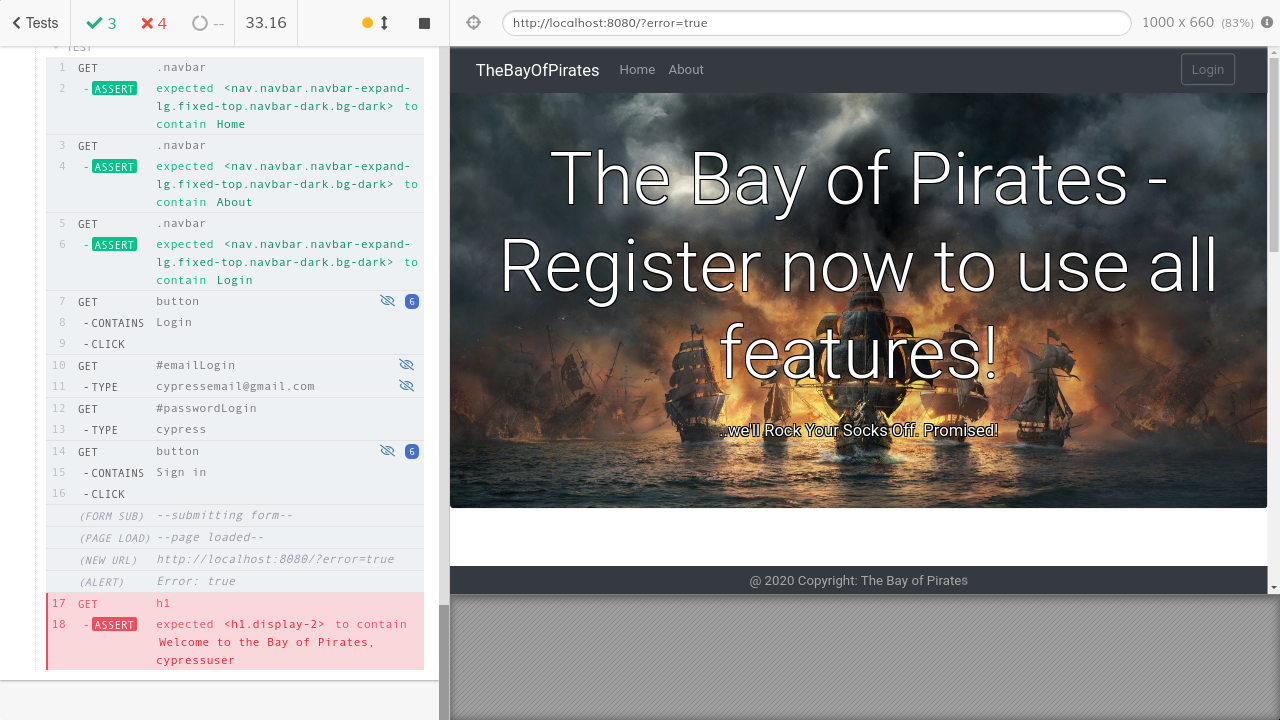 Tests
3
4
--
33.16
http://localhost:8080/?error=true
1000 x 660 (83%)
TEST
1 GET .navbar
2 -ASSERT expected <nav.navbar.navbar-expand-
lg.fixed-top.navbar-dark.bg-dark> to
contain Home
3 GET .navbar
4 -ASSERT expected <nav.navbar.navbar-expand-
lg.fixed-top.navbar-dark.bg-dark> to
contain About
5 GET .navbar
6 -ASSERT expected <nav.navbar.navbar-expand-
lg.fixed-top.navbar-dark.bg-dark> to
contain Login
7 GET button 6
8 -CONTAINS Login
9 -CLICK
10 GET #emailLogin
11 -TYPE cypressemail@gmail.com
12 GET #passwordLogin
13 -TYPE cypress
14 GET button 6
15 -CONTAINS Sign in
16 -CLICK
(FORM SUB) --submitting form--
(PAGE LOAD) --page loaded--
(NEW URL) http://localhost:8080/?error=true
(ALERT) Error: true
17 GET h1
18 -ASSERT expected <h1.display-2> to contain
Welcome to the Bay of Pirates,
cypressuser
TheBayOfPirates Home About Login
The Bay of Pirates -
Register now to use all
features!
..we'll Rock Your Socks Off. Promised!
@ 2020 Copyright: The Bay of Pirates